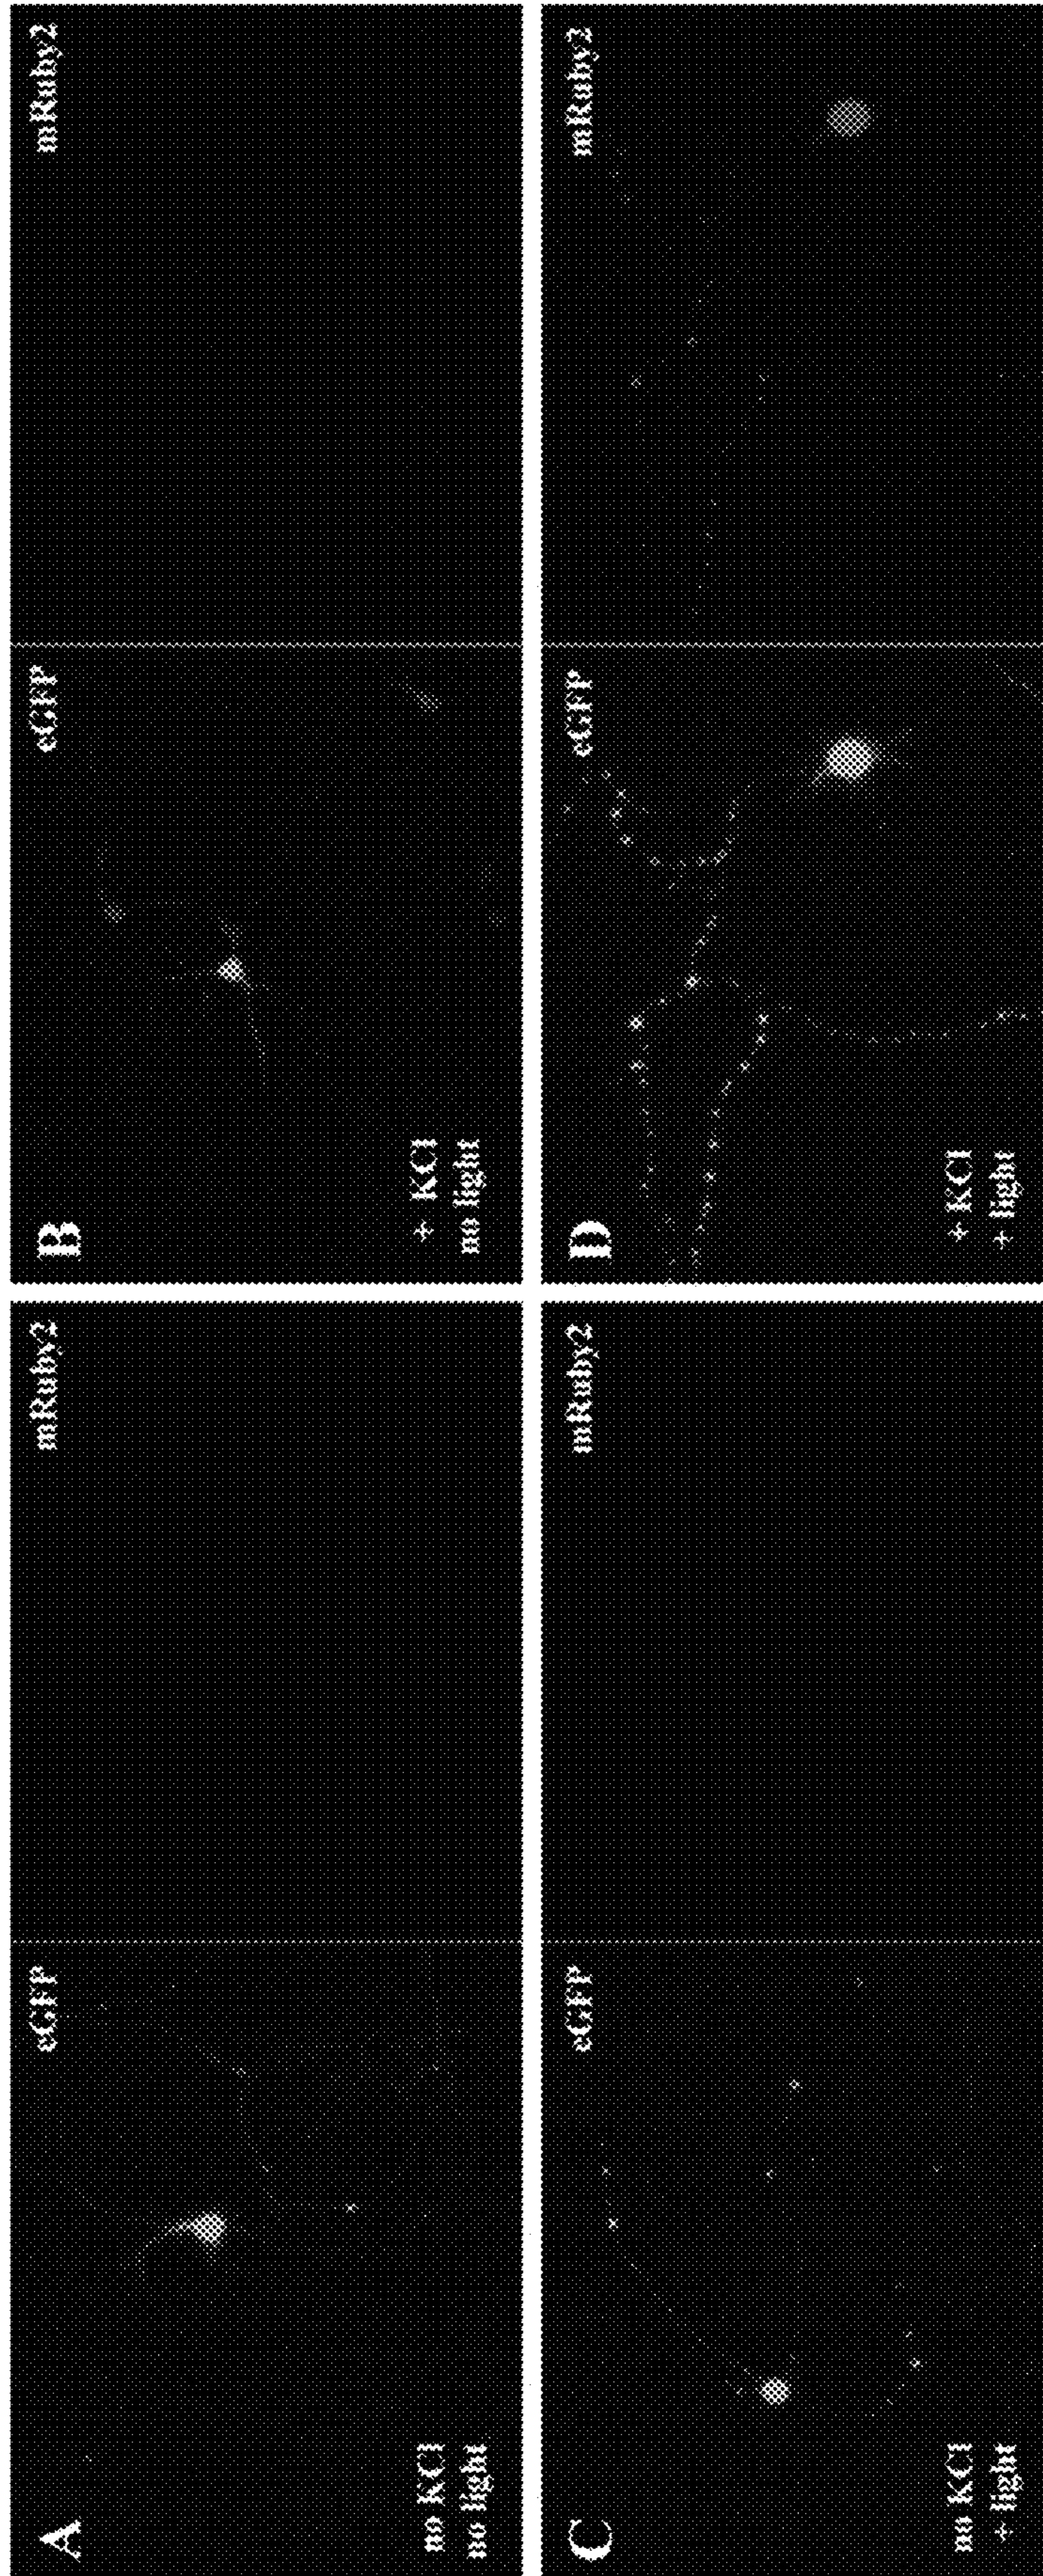 A
eGFP
mRuby2
no KCl
no light
B
eGFP
mRuby2
+ KCl
no light
C
eGFP
mRuby2
no KCl
+ light
D
eGFP
mRuby2
+ KCl
+ light